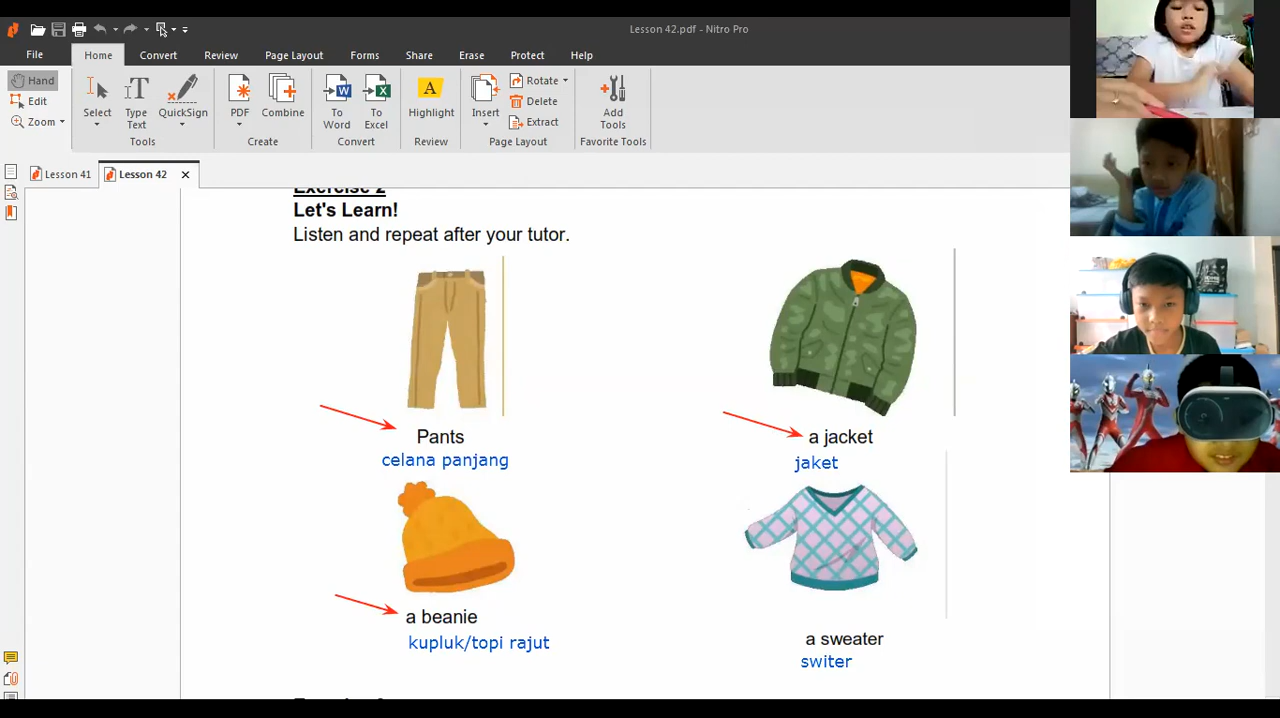 Lesson 42.pdf - Nitro Pro
File Home Convert Review Page Layout Forms Share Erase Protect Help
Hand
Edit
Zoom
Select
Type Text
QuickSign
Tools
PDF
Combine
Create
To Word
To Excel
Convert
Highlight
Review
Insert
Rotate
Delete
Extract
Page Layout
Add Tools
Favorite Tools
Lesson 41
Lesson 42
Exercise 2
Let's Learn!
Listen and repeat after your tutor.
Pants
celana panjang
a jacket
jaket
a beanie
kupluk/topi rajut
a sweater
switer